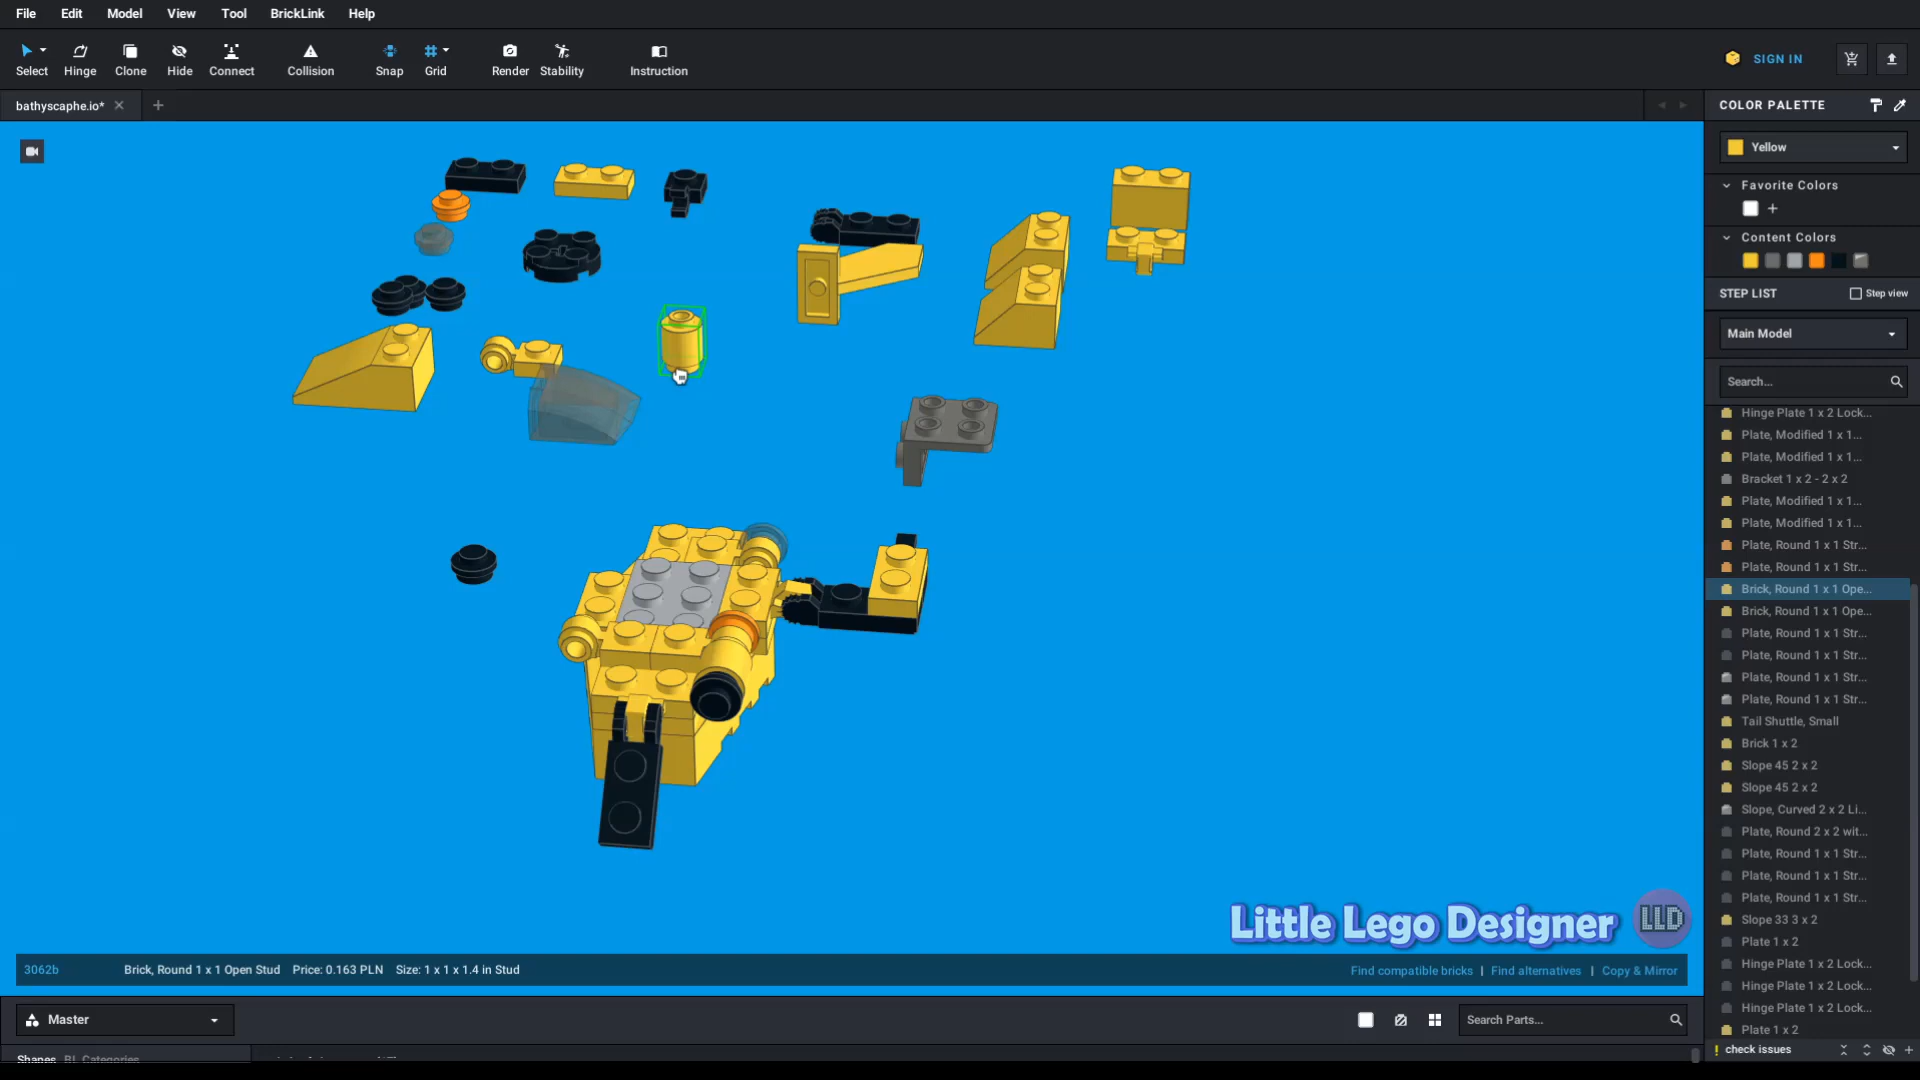 File Edit Model View Tool BrickLink Help
Select Hinge Clone Hide Connect Collision Snap Grid Render Stability Instruction
SIGN IN
bathyscaphe.io*
COLOR PALETTE
Yellow
Favorite Colors
Content Colors
STEP LIST Step view
Main Model
Search...
Hinge Plate 1 x 2 Lock...
Plate, Modified 1 x 1...
Plate, Modified 1 x 1...
Bracket 1 x 2 - 2 x 2
Plate, Modified 1 x 1...
Plate, Modified 1 x 1...
Plate, Round 1 x 1 Str...
Plate, Round 1 x 1 Str...
Brick, Round 1 x 1 Ope...
Brick, Round 1 x 1 Ope...
Plate, Round 1 x 1 Str...
Plate, Round 1 x 1 Str...
Plate, Round 1 x 1 Str...
Plate, Round 1 x 1 Str...
Tail Shuttle, Small
Brick 1 x 2
Slope 45 2 x 2
Slope 45 2 x 2
Slope, Curved 2 x 2 Li...
Plate, Round 2 x 2 wit...
Plate, Round 1 x 1 Str...
Plate, Round 1 x 1 Str...
Plate, Round 1 x 1 Str...
Slope 33 3 x 2
Plate 1 x 2
Hinge Plate 1 x 2 Lock...
Hinge Plate 1 x 2 Lock...
Hinge Plate 1 x 2 Lock...
Plate 1 x 2
check issues
Little Lego Designer LLD
3062b Brick, Round 1 x 1 Open Stud Price: 0.163 PLN Size: 1 x 1 x 1.4 in Stud
Find compatible bricks | Find alternatives | Copy & Mirror
Master
Search Parts...
Shapes BL Categories